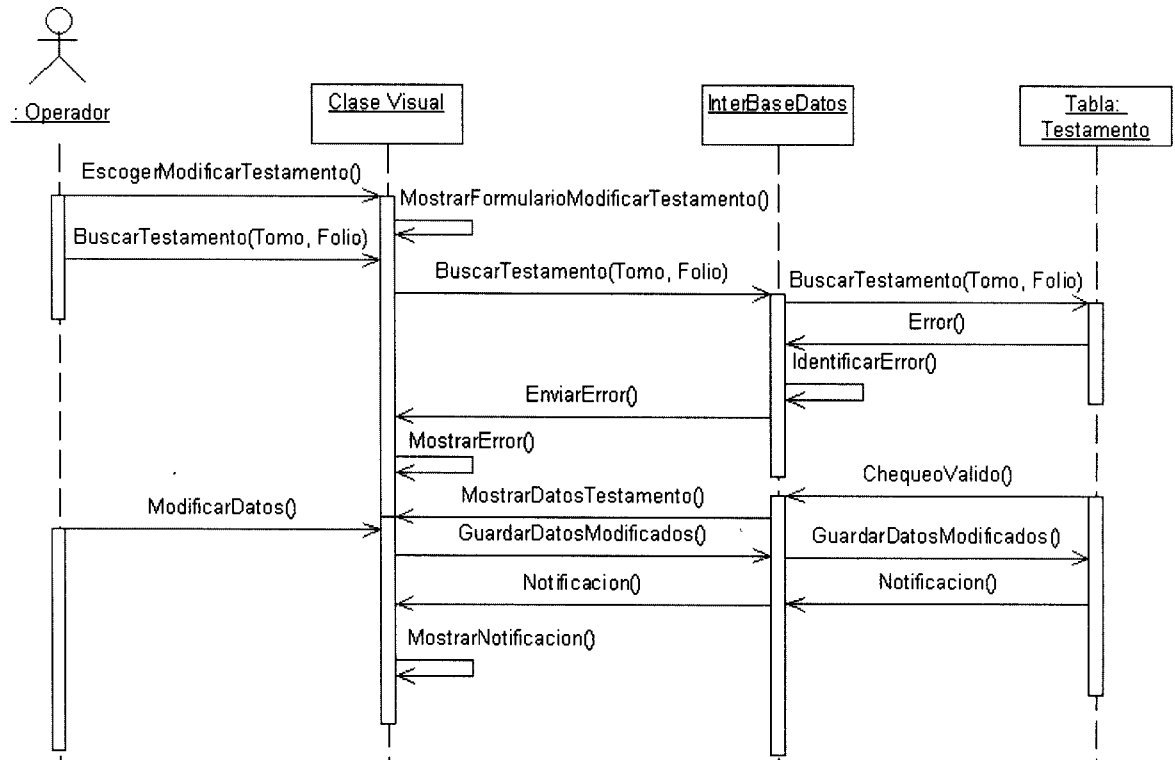 : Operador
Clase Visual
InterBaseDatos
Tabla:
Testamento
EscogerModificarTestamento()
MostrarFormularioModificarTestamento()
BuscarTestamento(Tomo, Folio)
BuscarTestamento(Tomo, Folio)
BuscarTestamento(Tomo, Folio)
Error()
IdentificarError()
EnviarError()
MostrarError()
ChequeoValido()
MostrarDatosTestamento()
ModificarDatos()
GuardarDatosModificados()
GuardarDatosModificados()
Notificacion()
Notificacion()
MostrarNotificacion()